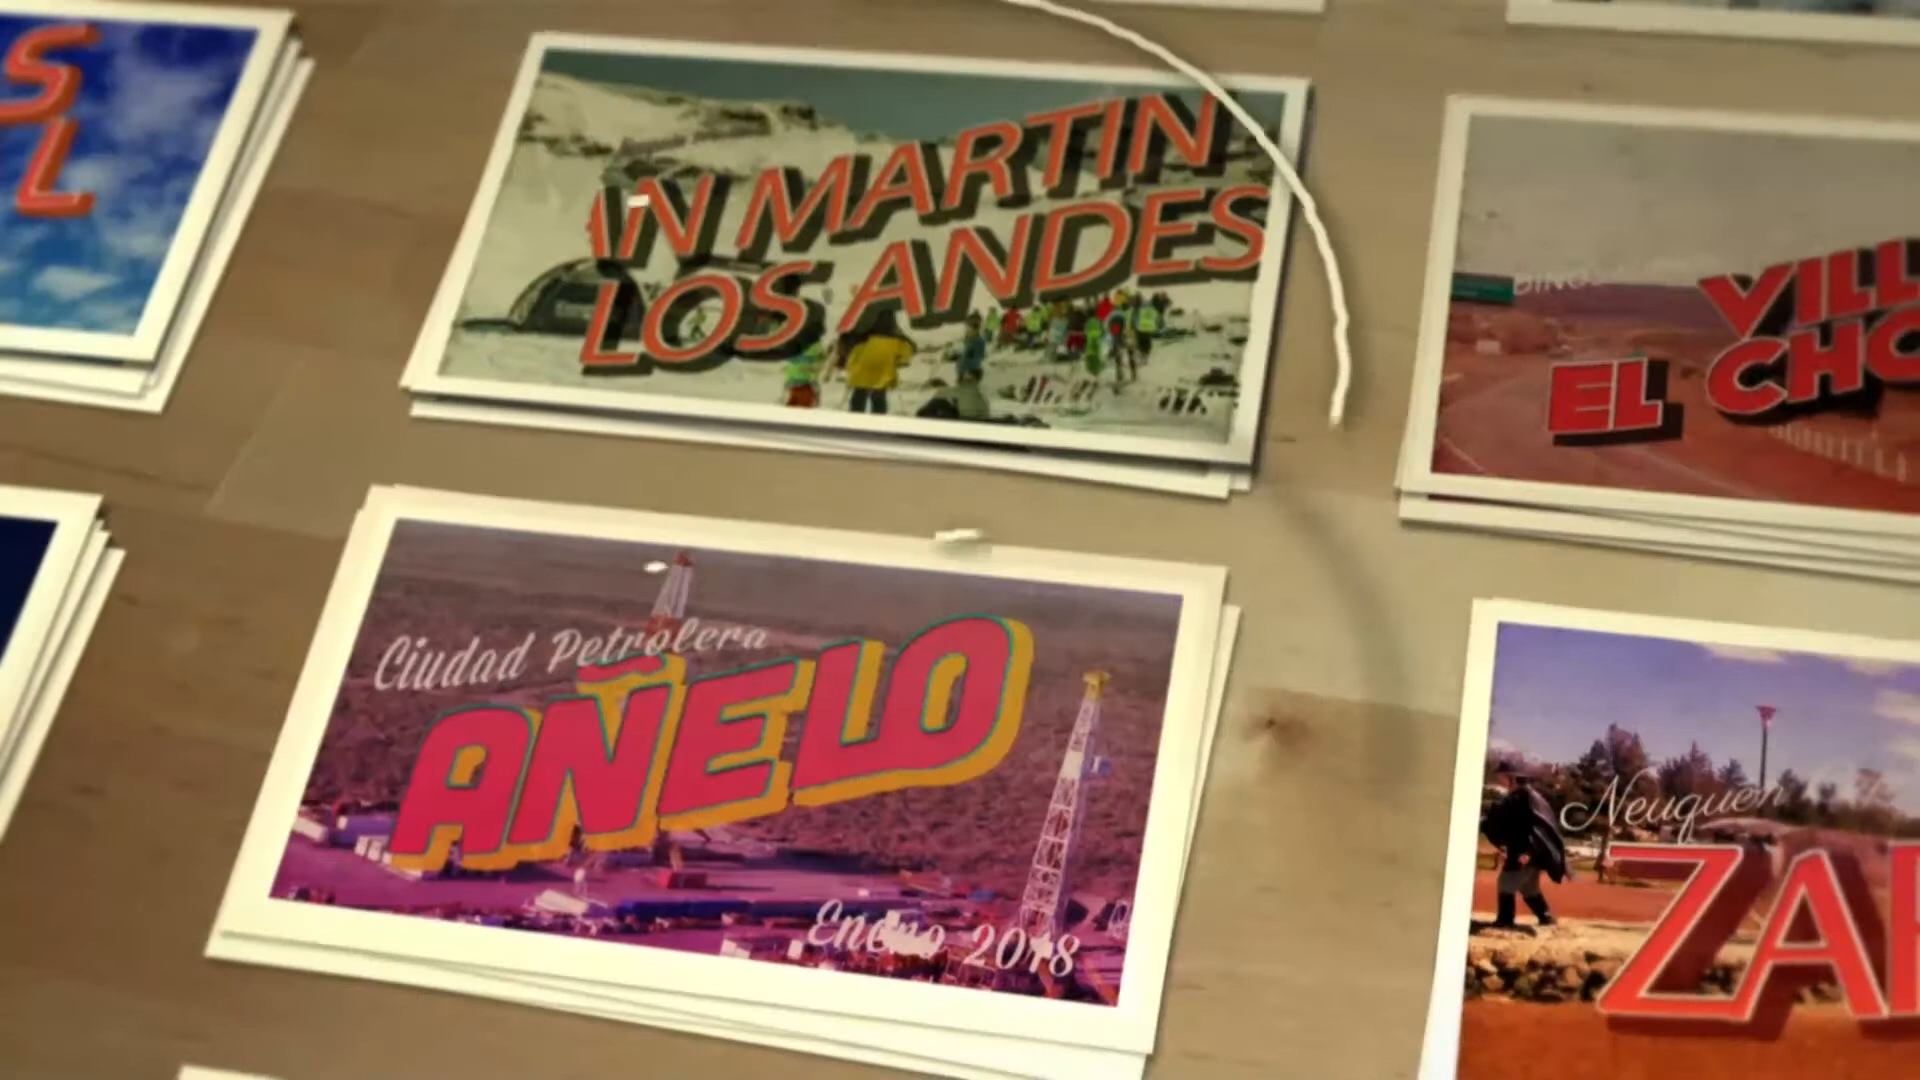 S
L
AN MARTIN
LOS ANDES
VILL
EL CHO
Ciudad Petrolera
AÑELO
Enero 2018
Neuquen
ZA